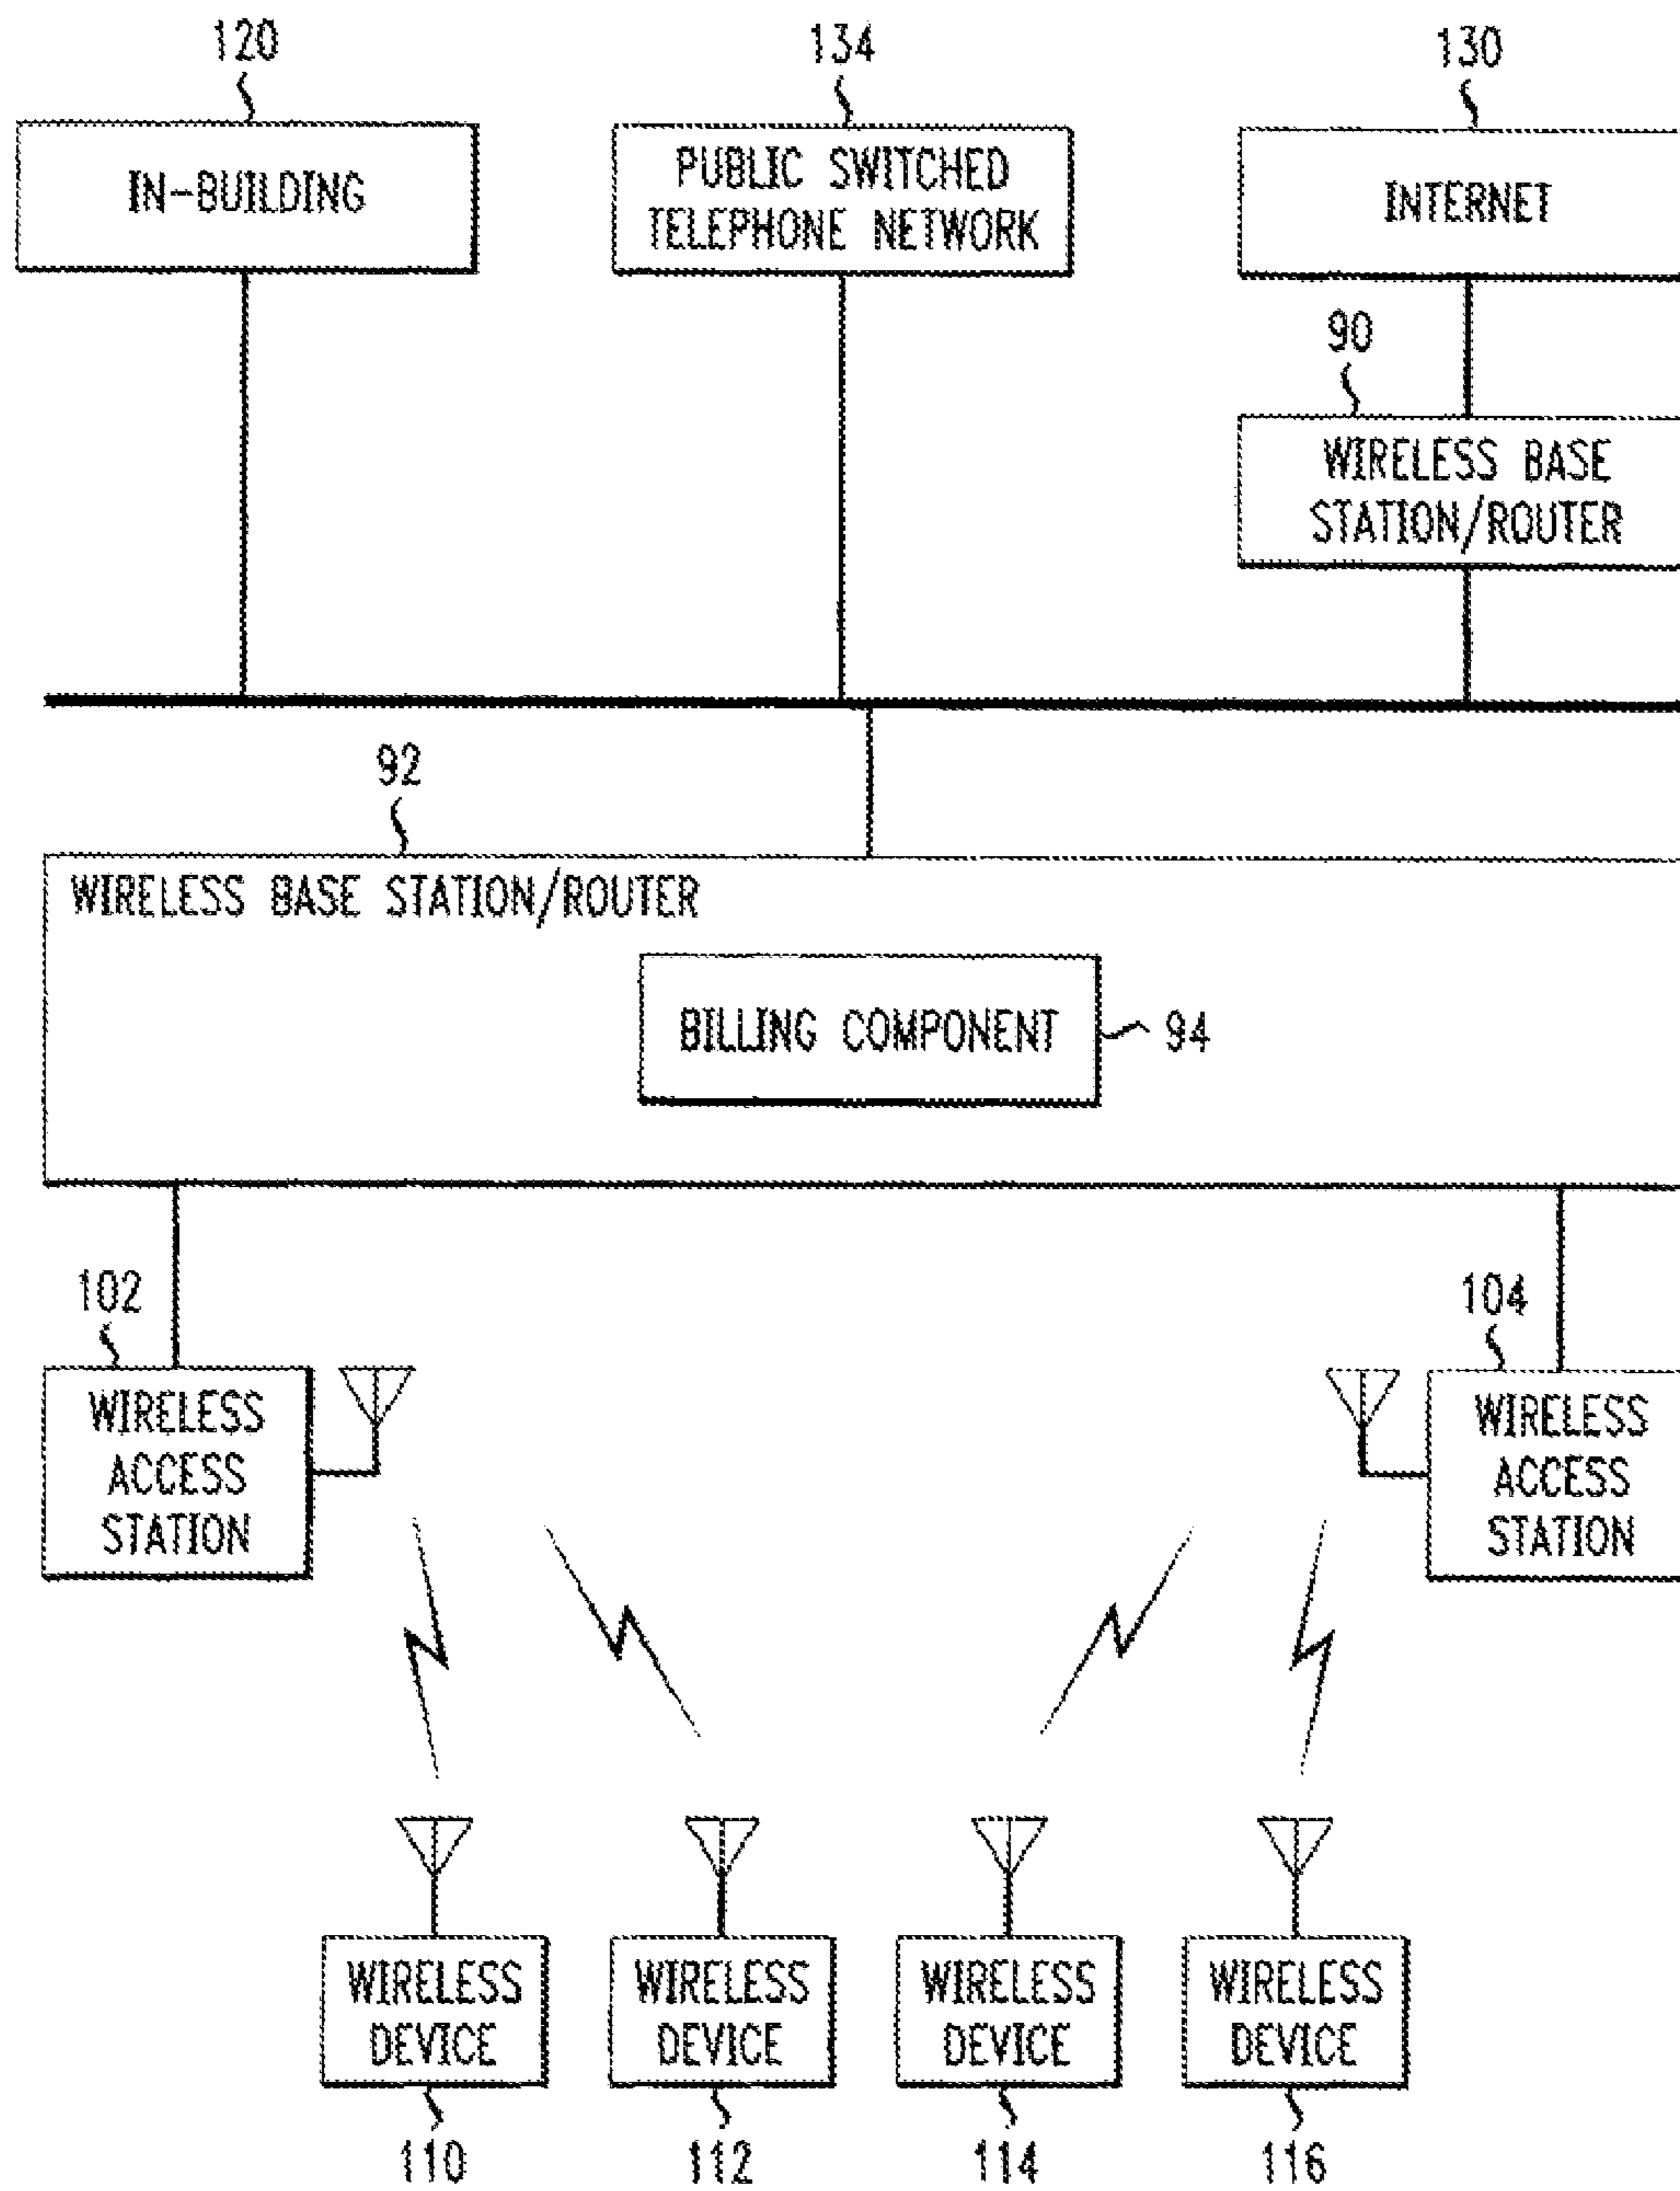 120
134
130
IN-BUILDING
PUBLIC SWITCHED
TELEPHONE NETWORK
INTERNET
90
WIRELESS BASE
STATION/ROUTER
92
WIRELESS BASE STATION/ROUTER
BILLING COMPONENT
94
102
104
WIRELESS
ACCESS
STATION
WIRELESS
ACCESS
STATION
WIRELESS
DEVICE
WIRELESS
DEVICE
WIRELESS
DEVICE
WIRELESS
DEVICE
110
112
114
116